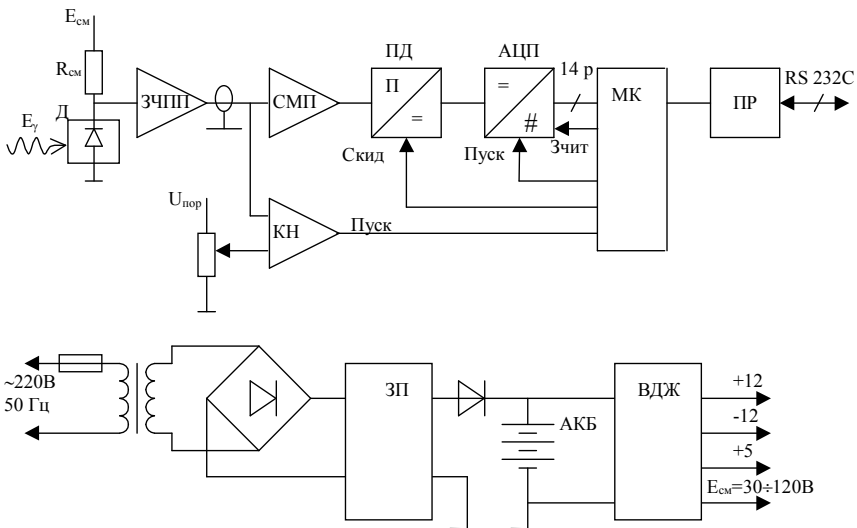 Eсм
Rсм
Д
Eγ
ЗЧПП
СМП
ПД
П
=
Скид
АЦП
=
#
Пуск
14 р
Зчит
МК
ПР
RS 232C
Uпор
КН
Пуск
~220В
50 Гц
ЗП
АКБ
ВДЖ
+12
-12
+5
Eсм=30÷120В